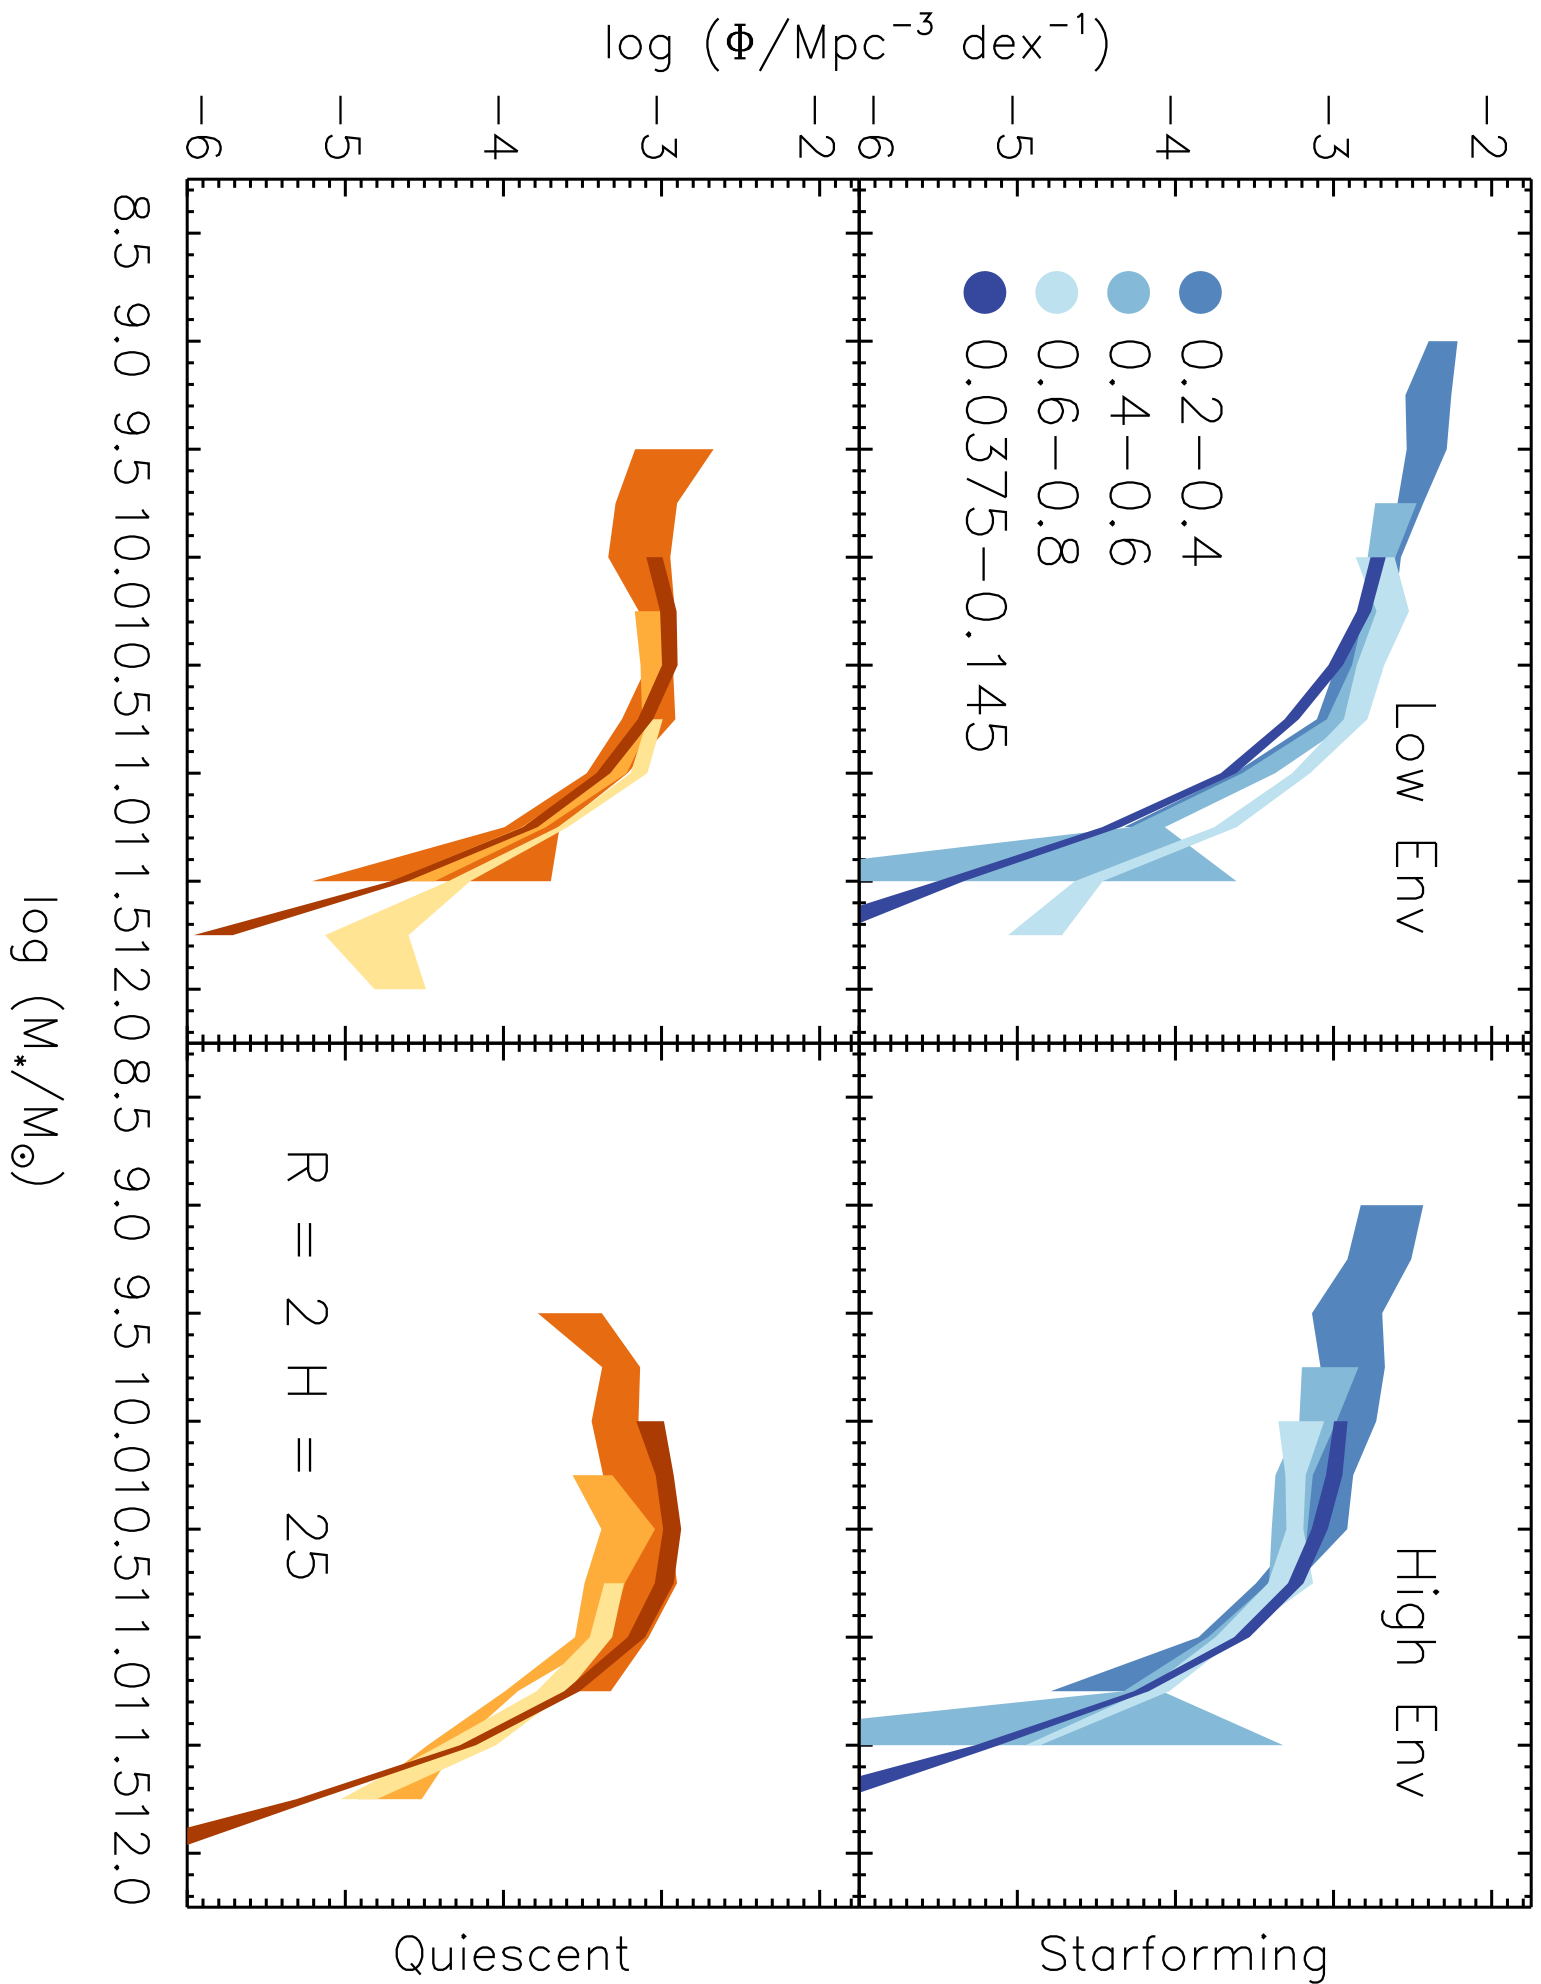 Low Env
High Env
0.2−0.4
0.4−0.6
0.6−0.8
0.0375−0.145
Starforming
−2
−3
−4
−5
−6
R = 2 H = 25
Quiescent
−2
−3
−4
−5
−6
log (Φ/Mpc⁻³ dex⁻¹)
8.5 9.0 9.5 10.0 10.5 11.0 11.5 12.0
8.5 9.0 9.5 10.0 10.5 11.0 11.5 12.0
log (M*/M☉)